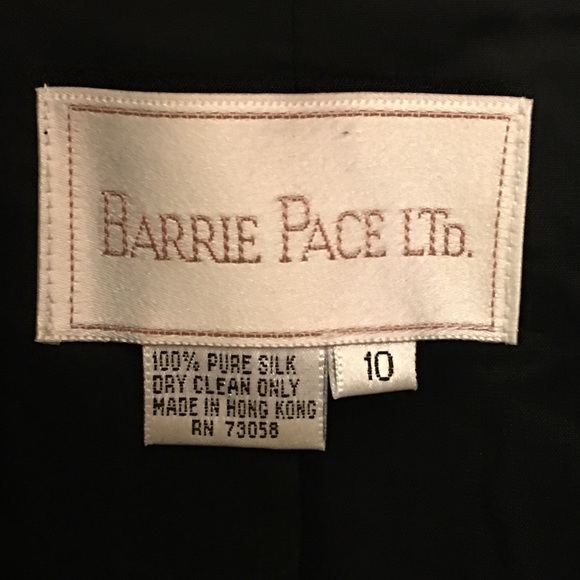 BARRIE PACE LTD.
100% PURE SILK
DRY CLEAN ONLY
MADE IN HONG KONG
RN 73058
10